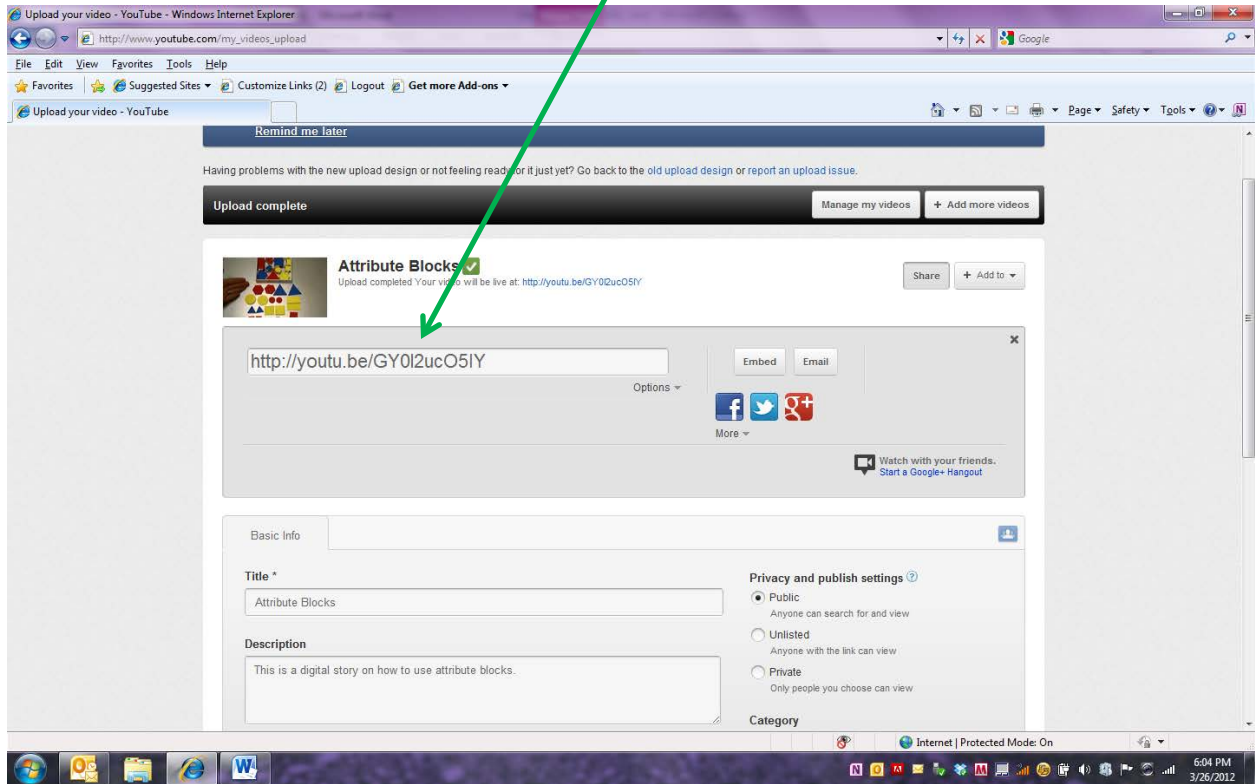 Upload your video - YouTube - Windows Internet Explorer
http://www.youtube.com/my_videos_upload
Google
File Edit View Favorites Tools Help
Favorites Suggested Sites Customize Links (2) Logout Get more Add-ons
Upload your video - YouTube
Page Safety Tools
Remind me later
Having problems with the new upload design or not feeling ready for it just yet? Go back to the old upload design or report an upload issue.
Upload complete
Manage my videos + Add more videos
Attribute Blocks
Share + Add to
Upload completed Your video will be live at: http://youtu.be/GY0l2ucO5IY
http://youtu.be/GY0l2ucO5IY
Embed Email
Options
More
Watch with your friends.
Start a Google+ Hangout
Basic Info
Title *
Attribute Blocks
Privacy and publish settings ?
Public
Anyone can search for and view
Unlisted
Anyone with the link can view
Description
This is a digital story on how to use attribute blocks.
Private
Only people you choose can view
Category
Internet | Protected Mode: On
6:04 PM
3/26/2012